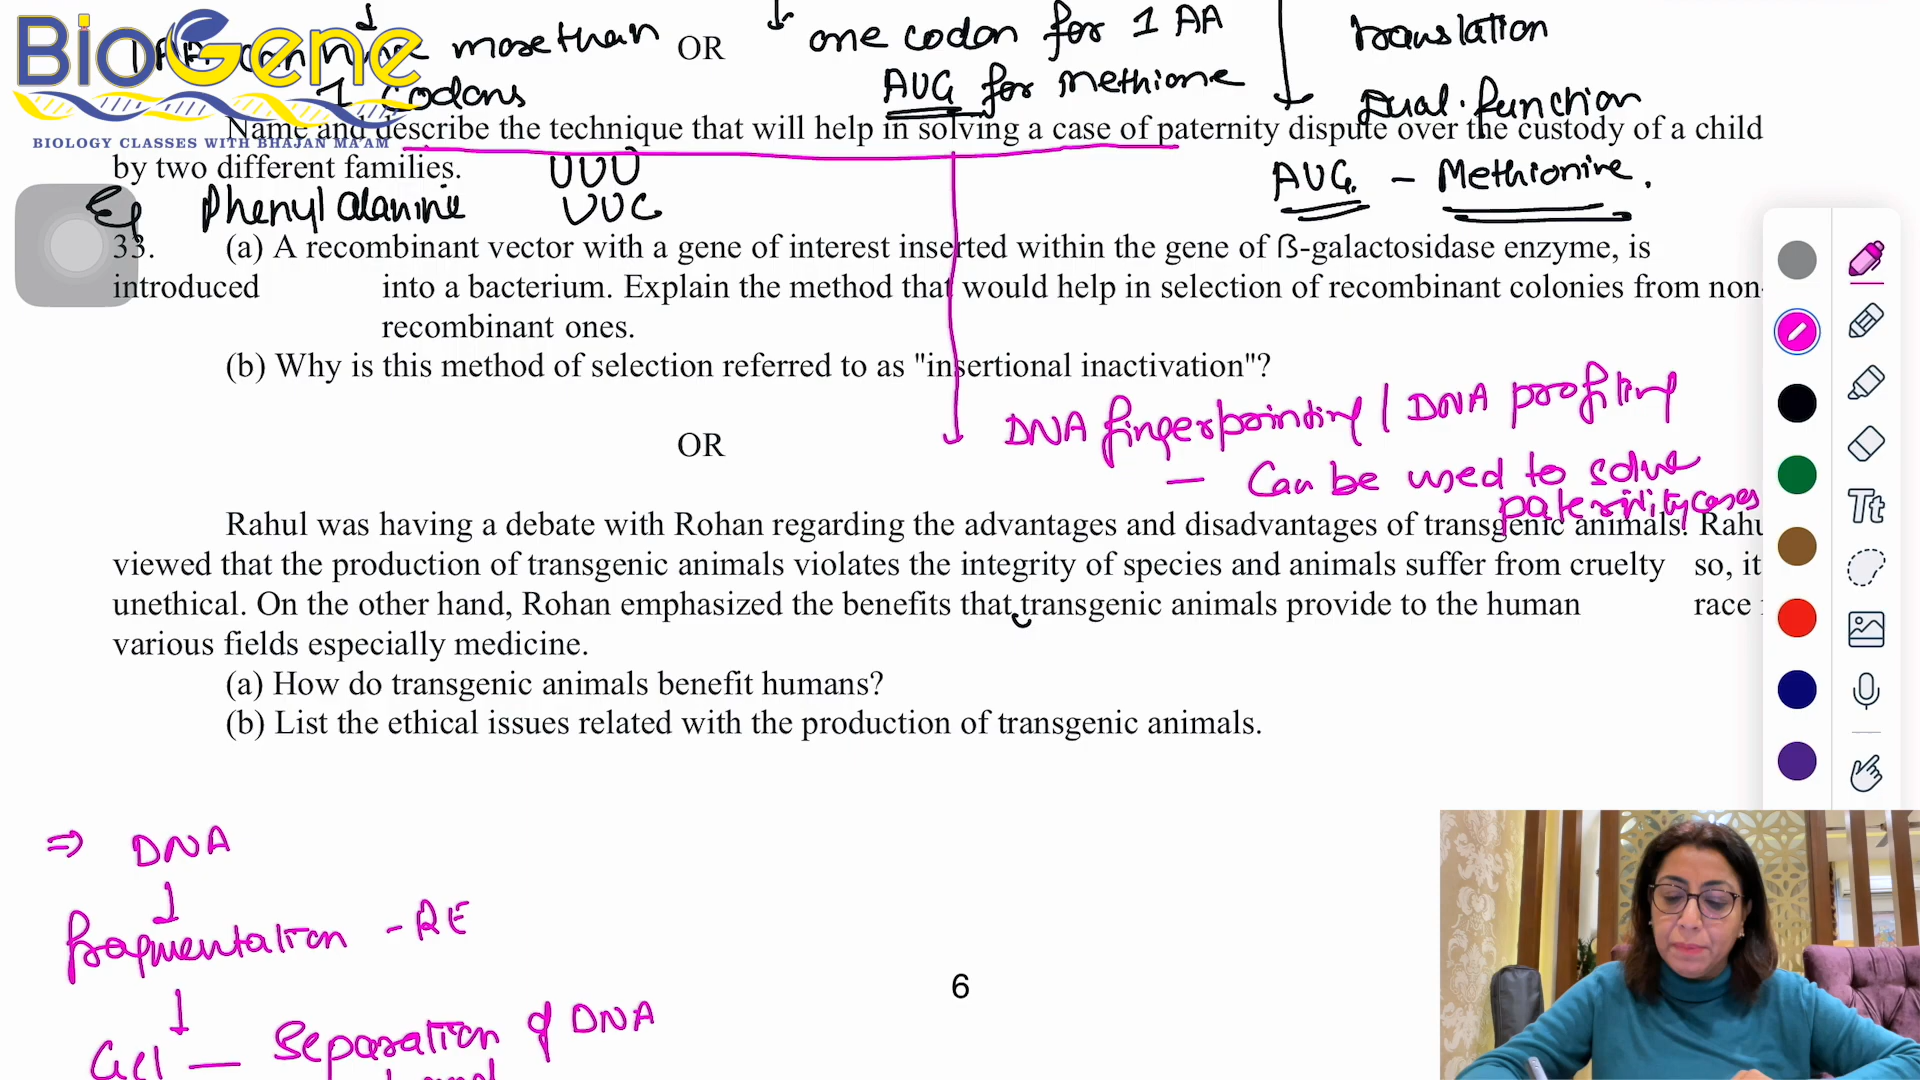 BioGene
BIOLOGY CLASSES WITH BHAJAN MA'AM
more than
1 codons
OR
one codon for 1 AA
AUG for methione
Translation
Dual function
Name and describe the technique that will help in solving a case of paternity dispute over the custody of a child
by two different families.
UUU
AUG - Methionine.
Eg Phenyl alanine UUC
33. (a) A recombinant vector with a gene of interest inserted within the gene of ß-galactosidase enzyme, is
introduced into a bacterium. Explain the method that would help in selection of recombinant colonies from non-
recombinant ones.
(b) Why is this method of selection referred to as "insertional inactivation"?
DNA fingerprinting / DNA profiling
OR
- Can be used to solve
paternity cases
Rahul was having a debate with Rohan regarding the advantages and disadvantages of transgenic animals. Rahu
viewed that the production of transgenic animals violates the integrity of species and animals suffer from cruelty so, it
unethical. On the other hand, Rohan emphasized the benefits that transgenic animals provide to the human race
various fields especially medicine.
(a) How do transgenic animals benefit humans?
(b) List the ethical issues related with the production of transgenic animals.
⇒ DNA
↓
fragmentation - RE
↓
6
Gel — Separation of DNA
Tt